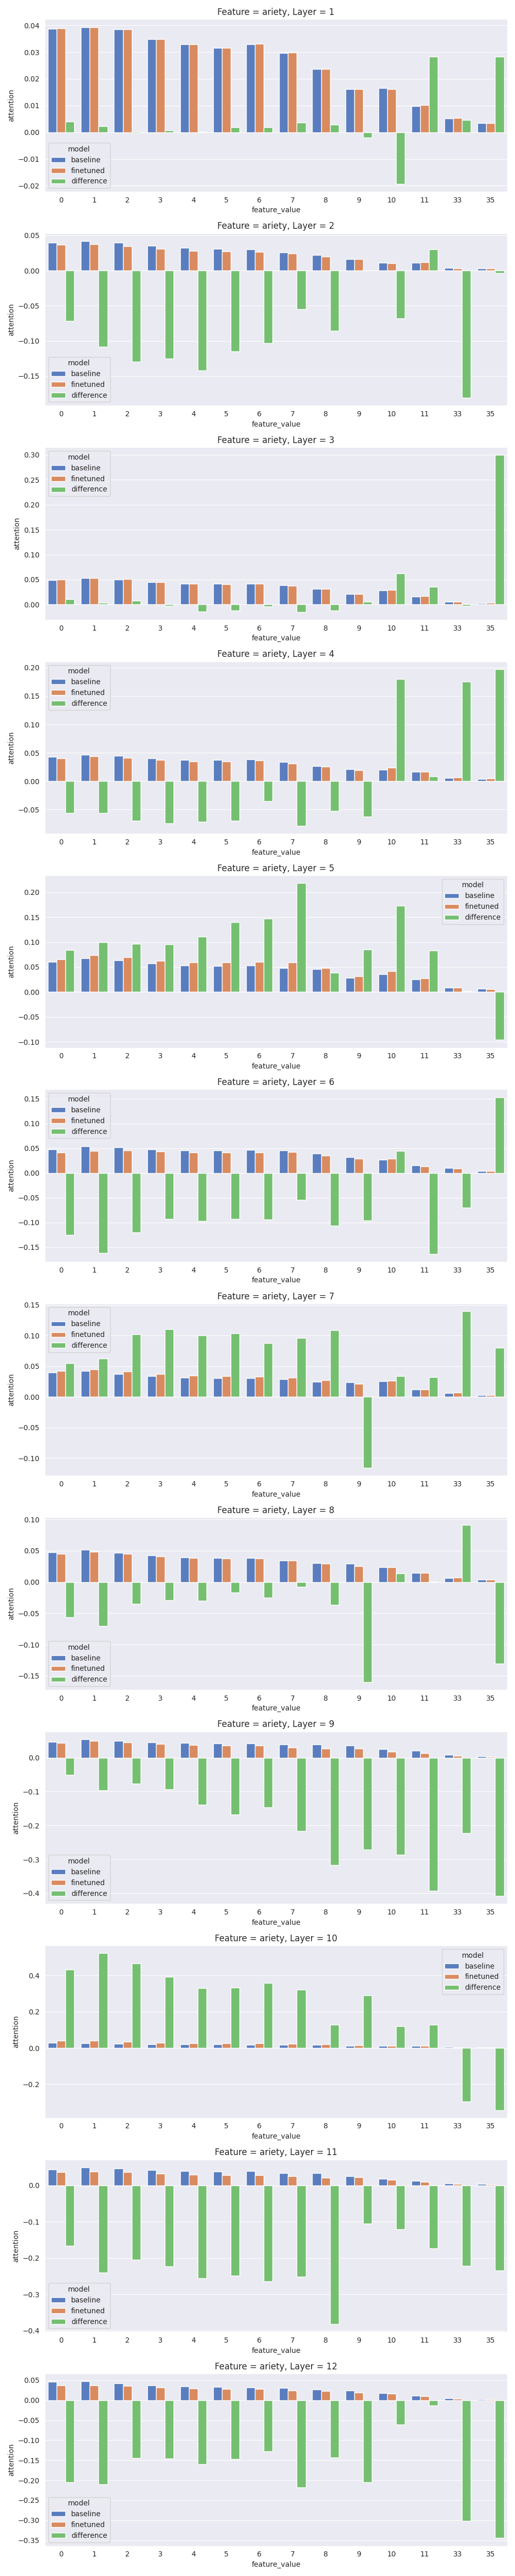 Feature = ariety, Layer = 1
0.04
0.03
0.02
0.01
0.00
−0.01
−0.02
attention
model
baseline
finetuned
difference
0 1 2 3 4 5 6 7 8 9 10 11 33 35
feature_value
Feature = ariety, Layer = 2
0.05
0.00
−0.05
−0.10
−0.15
attention
model
baseline
finetuned
difference
0 1 2 3 4 5 6 7 8 9 10 11 33 35
feature_value
Feature = ariety, Layer = 3
0.30
0.25
0.20
0.15
0.10
0.05
0.00
attention
model
baseline
finetuned
difference
0 1 2 3 4 5 6 7 8 9 10 11 33 35
feature_value
Feature = ariety, Layer = 4
0.20
0.15
0.10
0.05
0.00
−0.05
attention
model
baseline
finetuned
difference
0 1 2 3 4 5 6 7 8 9 10 11 33 35
feature_value
Feature = ariety, Layer = 5
0.20
0.15
0.10
0.05
0.00
−0.05
−0.10
attention
model
baseline
finetuned
difference
0 1 2 3 4 5 6 7 8 9 10 11 33 35
feature_value
Feature = ariety, Layer = 6
0.15
0.10
0.05
0.00
−0.05
−0.10
−0.15
attention
model
baseline
finetuned
difference
0 1 2 3 4 5 6 7 8 9 10 11 33 35
feature_value
Feature = ariety, Layer = 7
0.15
0.10
0.05
0.00
−0.05
−0.10
attention
model
baseline
finetuned
difference
0 1 2 3 4 5 6 7 8 9 10 11 33 35
feature_value
Feature = ariety, Layer = 8
0.10
0.05
0.00
−0.05
−0.10
−0.15
attention
model
baseline
finetuned
difference
0 1 2 3 4 5 6 7 8 9 10 11 33 35
feature_value
Feature = ariety, Layer = 9
0.0
−0.1
−0.2
−0.3
−0.4
attention
model
baseline
finetuned
difference
0 1 2 3 4 5 6 7 8 9 10 11 33 35
feature_value
Feature = ariety, Layer = 10
0.4
0.2
0.0
−0.2
attention
model
baseline
finetuned
difference
0 1 2 3 4 5 6 7 8 9 10 11 33 35
feature_value
Feature = ariety, Layer = 11
0.0
−0.1
−0.2
−0.3
−0.4
attention
model
baseline
finetuned
difference
0 1 2 3 4 5 6 7 8 9 10 11 33 35
feature_value
Feature = ariety, Layer = 12
0.05
0.00
−0.05
−0.10
−0.15
−0.20
−0.25
−0.30
−0.35
attention
model
baseline
finetuned
difference
0 1 2 3 4 5 6 7 8 9 10 11 33 35
feature_value